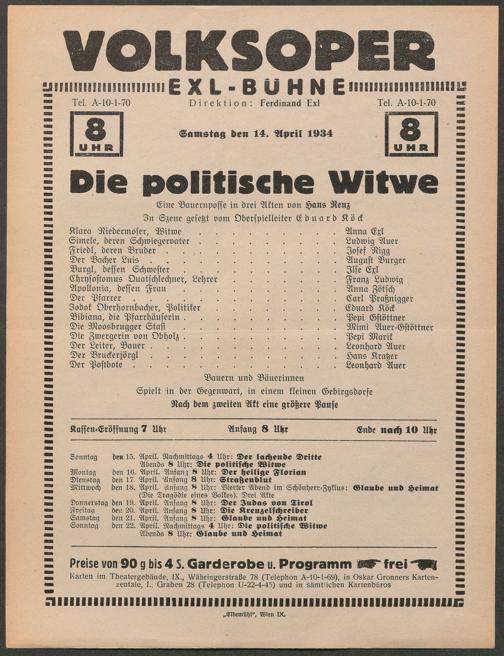 VOLKSOPER
EXL-BÜHNE
Tel. A-10-1-70 Direktion: Ferdinand Exl Tel. A-10-1-70
8 UHR Samstag den 14. April 1934 8 UHR
Die politische Witwe
Eine Bauernposse in drei Akten von Hans Renz
In Szene gesetzt vom Oberspielleiter Eduard Köck
Klara Niedermoser, Witwe . . . . . Anna Exl
Simele, deren Schwiegervater . . . . . Ludwig Auer
Friedl, deren Bruder . . . . . Josef Nigg
Der Bacher Luis . . . . . August Burger
Burgl, dessen Schwester . . . . . Ilse Exl
Chrysostomus Quatschlechner, Lehrer . . . . . Franz Ludwig
Apollonia, dessen Frau . . . . . Anna Zötsch
Der Pfarrer . . . . . Carl Praßnigger
Jodok Oberhornbacher, Politiker . . . . . Eduard Köck
Bibiana, die Pfarrhäuserin . . . . . Pepi Gstöttner
Die Moosbrugger Stasi . . . . . Mimi Auer-Gstöttner
Die Zwergerin von Obholz . . . . . Pepi Marik
Der Leiter, Bauer . . . . . Leonhard Auer
Der Bruckerjörgl . . . . . Hans Kratzer
Der Postbote . . . . . Leonhard Auer
Bauern und Bäuerinnen
Spielt in der Gegenwart, in einem kleinen Gebirgsdorfe
Nach dem zweiten Akt eine größere Pause
Kassen-Eröffnung 7 Uhr Anfang 8 Uhr Ende nach 10 Uhr
Sonntag den 15. April. Nachmittags 4 Uhr: Der lachende Dritte
Abends 8 Uhr: Die politische Witwe
Montag den 16. April. Anfang 8 Uhr: Der heilige Florian
Dienstag den 17. April. Anfang 8 Uhr: Straßenblut
Mittwoch den 18. April. Anfang 8 Uhr: Vierter Abend im Schönherr-Zyklus: Glaube und Heimat
(Die Tragödie eines Volkes). Drei Akte
Donnerstag den 19. April. Anfang 8 Uhr: Der Judas von Tirol
Freitag den 20. April. Anfang 8 Uhr: Die Kreuzelschreiber
Samstag den 21. April. Anfang 8 Uhr: Glaube und Heimat
Sonntag den 22. April. Nachmittags 4 Uhr: Die politische Witwe
Abends 8 Uhr: Glaube und Heimat
Preise von 90 g bis 4 S. Garderobe u. Programm frei
Karten im Theatergebäude, IX., Währingerstraße 78 (Telephon A-10-1-69), in Oskar Gronners Karten-
zentrale, I., Graben 28 (Telephon U-22-4-45) und in sämtlichen Kartenbüros
„Elbemühl“, Wien IX.